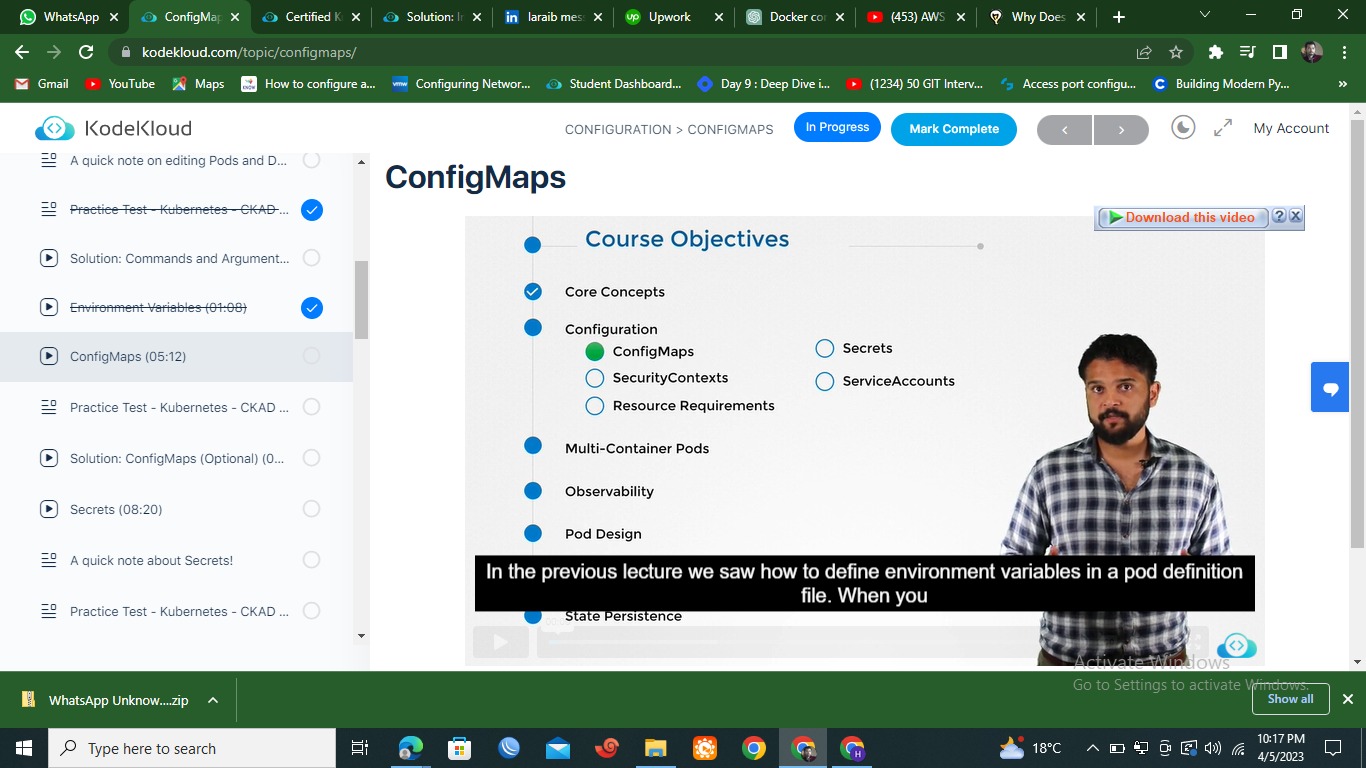 WhatsApp
ConfigMap
Certified K
Solution: In
laraib mess
Upwork
Docker co
(453) AWS
Why Does
kodekloud.com/topic/configmaps/
Gmail
YouTube
Maps
How to configure a...
Configuring Networ...
Student Dashboard...
Day 9 : Deep Dive i...
(1234) 50 GIT Interv...
Access port configu...
Building Modern Py...
»
KodeKloud
CONFIGURATION > CONFIGMAPS
In Progress
Mark Complete
My Account
A quick note on editing Pods and D...
Practice Test - Kubernetes - CKAD ...
Solution: Commands and Argument...
Environment Variables (01:08)
ConfigMaps (05:12)
Practice Test - Kubernetes - CKAD ...
Solution: ConfigMaps (Optional) (0...
Secrets (08:20)
A quick note about Secrets!
Practice Test - Kubernetes - CKAD ...
ConfigMaps
Download this video
?
Course Objectives
Core Concepts
Configuration
ConfigMaps
Secrets
SecurityContexts
ServiceAccounts
Resource Requirements
Multi-Container Pods
Observability
Pod Design
In the previous lecture we saw how to define environment variables in a pod definition
file. When you
State Persistence
Activate Windows
Go to Settings to activate Windows.
WhatsApp Unknow....zip
Show all
Type here to search
18°C
10:17 PM
4/5/2023